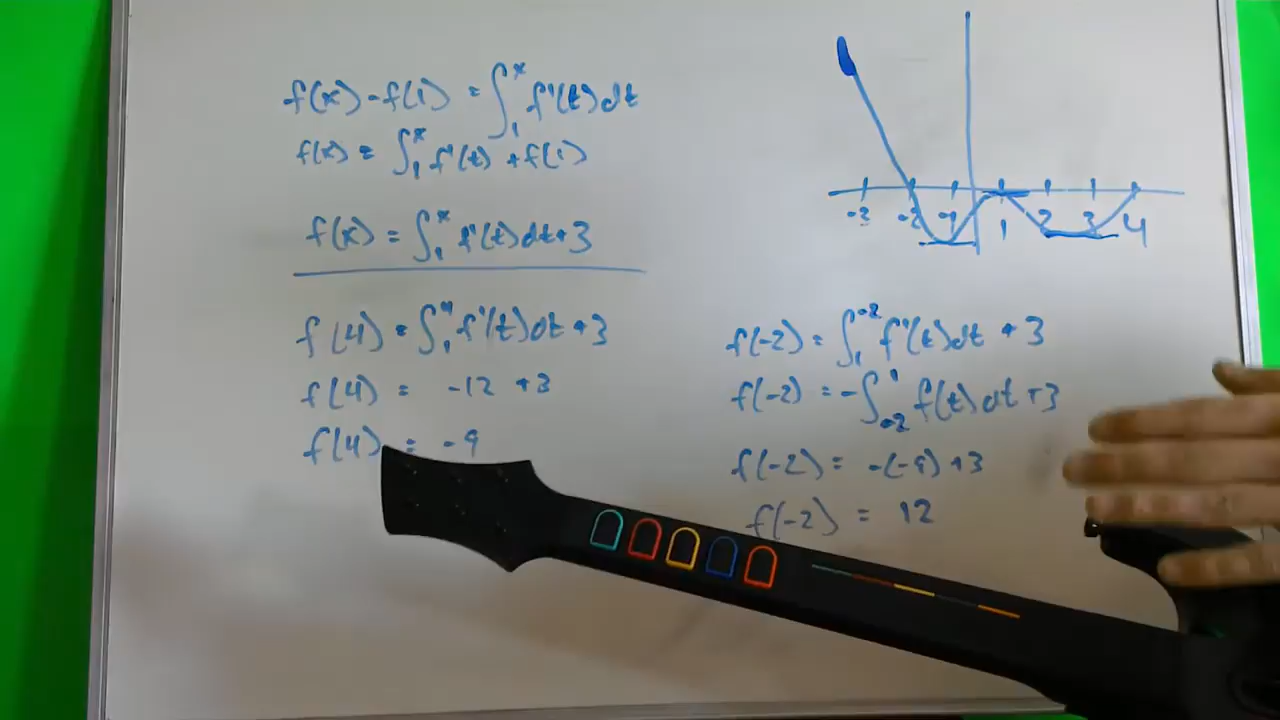 f(x) - f(1) = ∫₁ˣ f'(t) dt
f(x) = ∫₁ˣ f'(t) + f(1)
f(x) = ∫₁ˣ f'(t) dt + 3
f(4) = ∫₁⁴ f'(t) dt + 3
f(4) = -12 + 3
f(4) = -9
-3 -2 -1 1 2 3 4
f(-2) = ∫₁⁻² f'(t) dt + 3
f(-2) = -∫₋₂¹ f(t) dt + 3
f(-2) = -(-9) + 3
f(-2) = 12